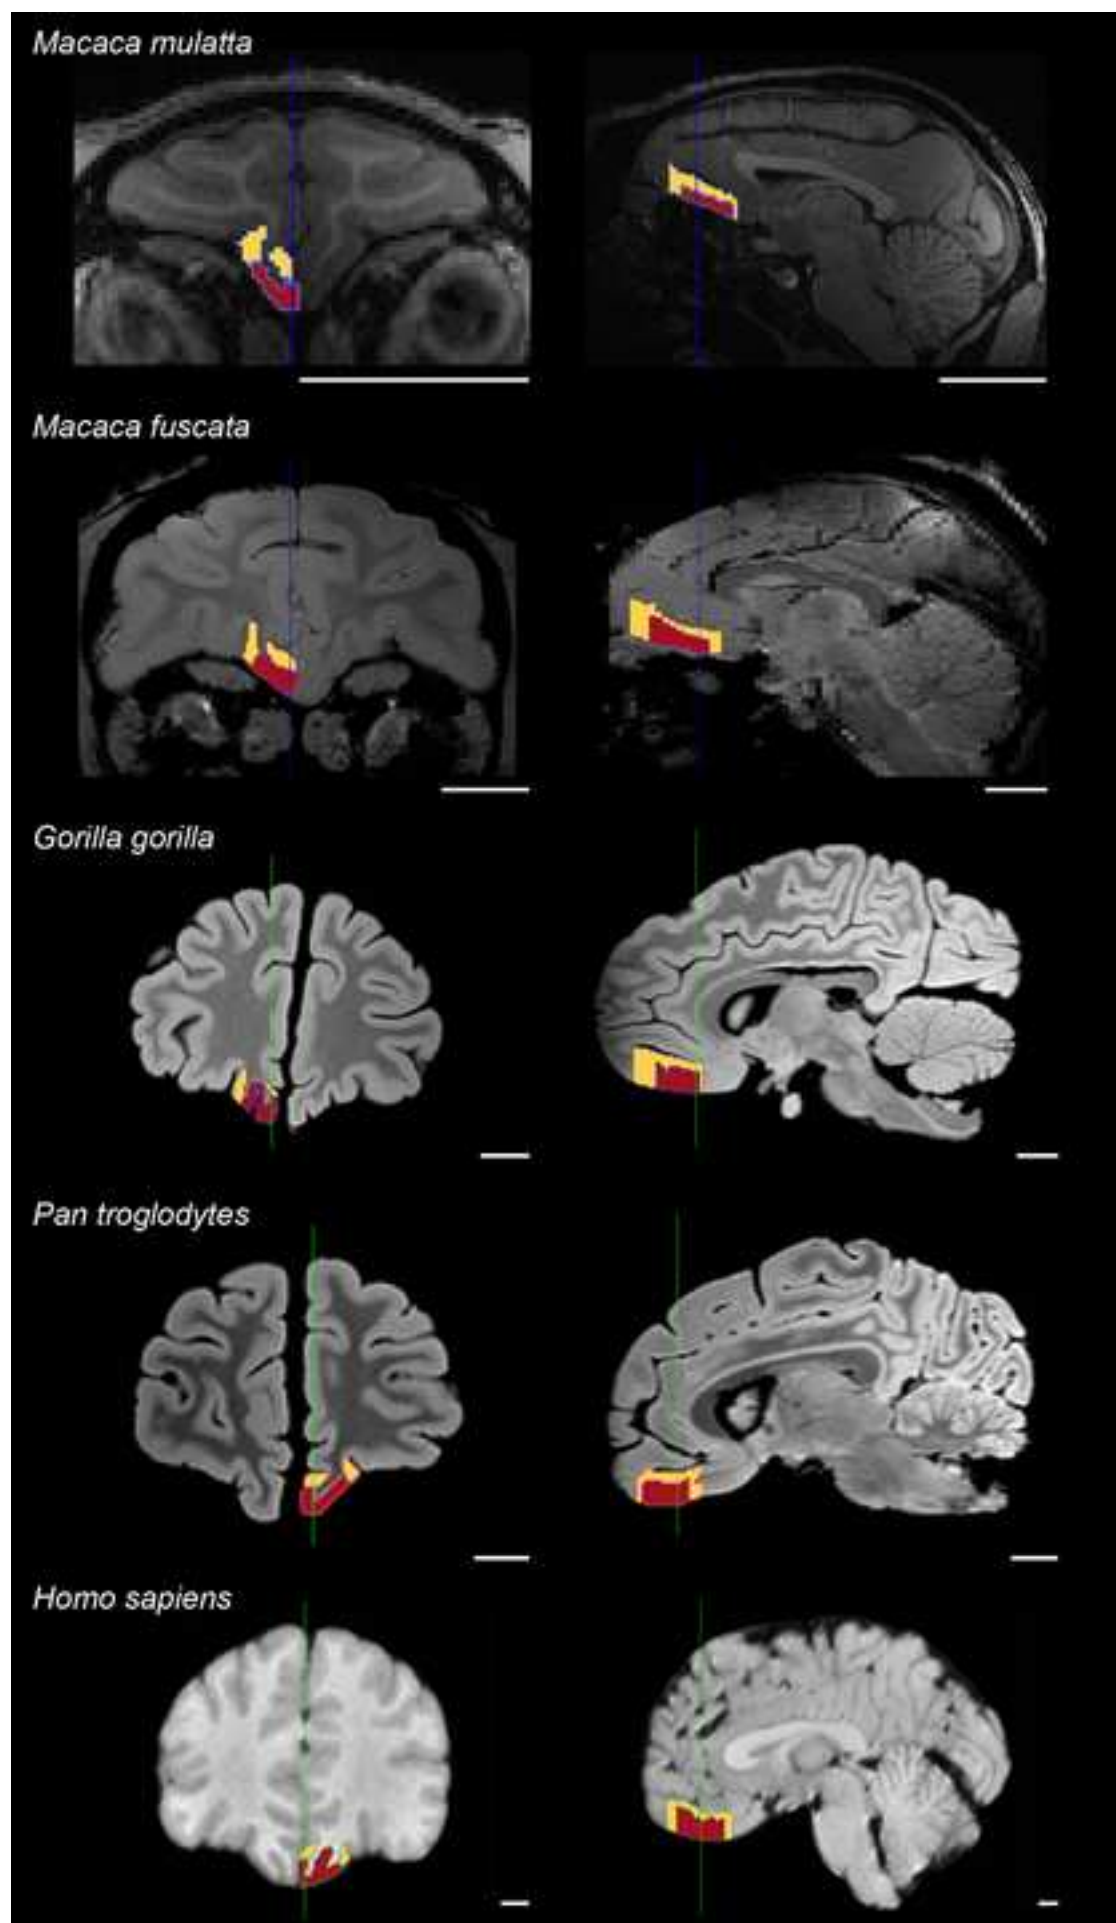 Macaca mulatta
Macaca fuscata
Gorilla gorilla
Pan troglodytes
Homo sapiens